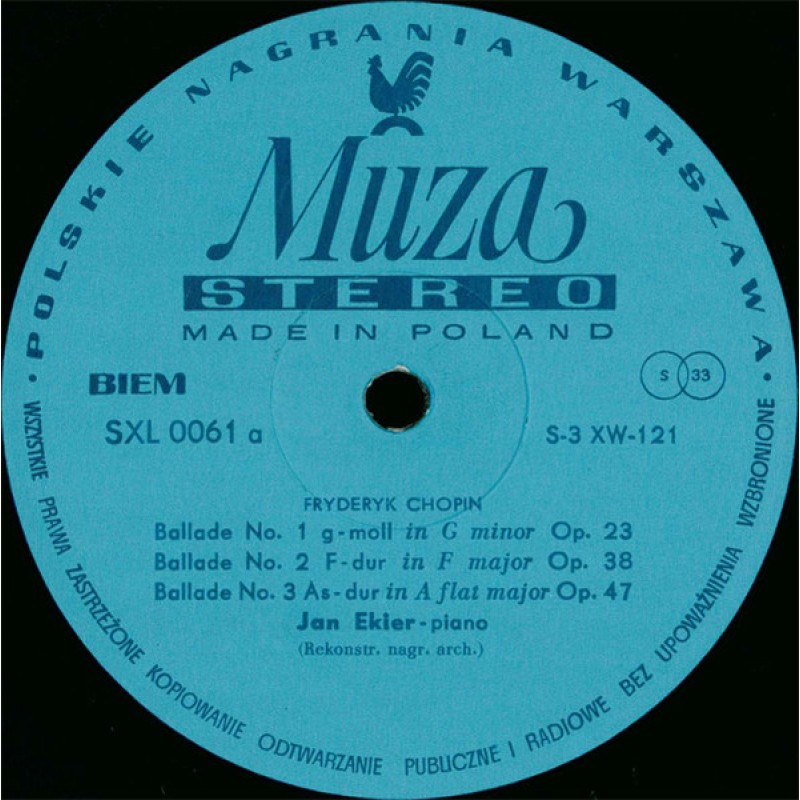 POLSKIE NAGRANIA WARSZAWA
Muza
STEREO
MADE IN POLAND
BIEM
S 33
SXL 0061 a
S-3 XW-121
FRYDERYK CHOPIN
Ballade No. 1 g-moll in G minor Op. 23
Ballade No. 2 F-dur in F major Op. 38
Ballade No. 3 As-dur in A flat major Op. 47
Jan Ekier - piano
(Rekonstr. nagr. arch.)
• WSZYSTKIE PRAWA ZASTRZEŻONE KOPIOWANIE ODTWARZANIE PUBLICZNE I RADIOWE BEZ UPOWAŻNIENIA WZBRONIONE •